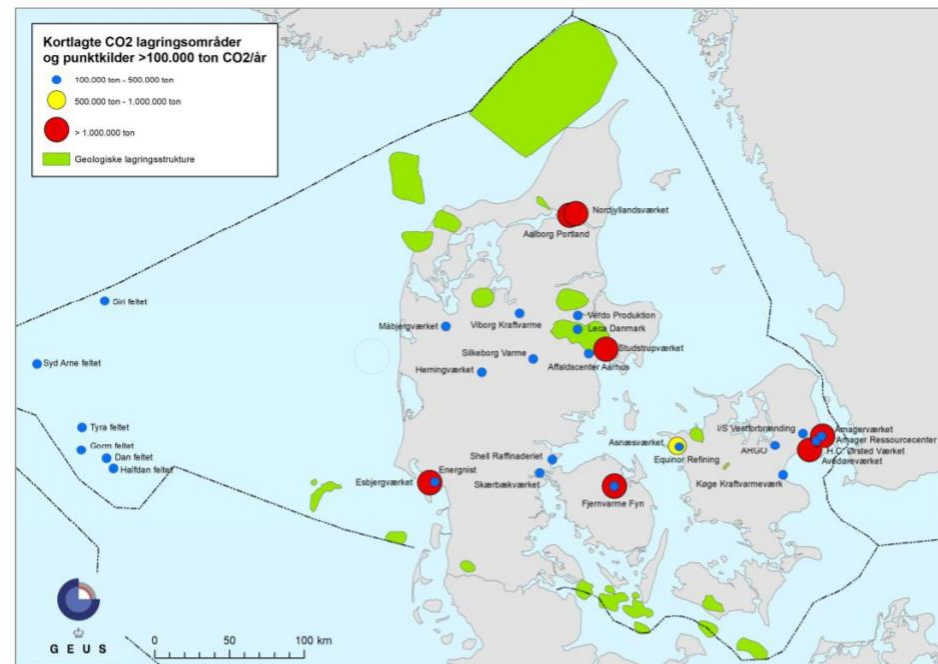 Kortlagte CO2 lagringsområder
og punktkilder >100.000 ton CO2/år
100.000 ton - 500.000 ton
500.000 ton - 1.000.000 ton
> 1.000.000 ton
Geologiske lagringsstrukture
Nordjyllandsværket
Aalborg Portland
Siri feltet
Verdo Produktion
Viborg Kraftvarme
Måbjergværket
Leca Danmark
Studstrupværket
Silkeborg Varme
Syd Arne feltet
Affaldscenter Aarhus
Herningværket
Tyra feltet
I/S Vestforbrænding
Amagerværket
Amager Ressourcecenter
Gorm feltet
Asnæsværket
ARGO
H.C. Ørsted Værket
Dan feltet
Shell Raffinaderiet
Equinor Refining
Avedøreværket
Halfdan feltet
Energnist
Esbjergværket
Skærbækværket
Køge Kraftvarmeværk
Fjernvarme Fyn
GEUS
0 50 100 km